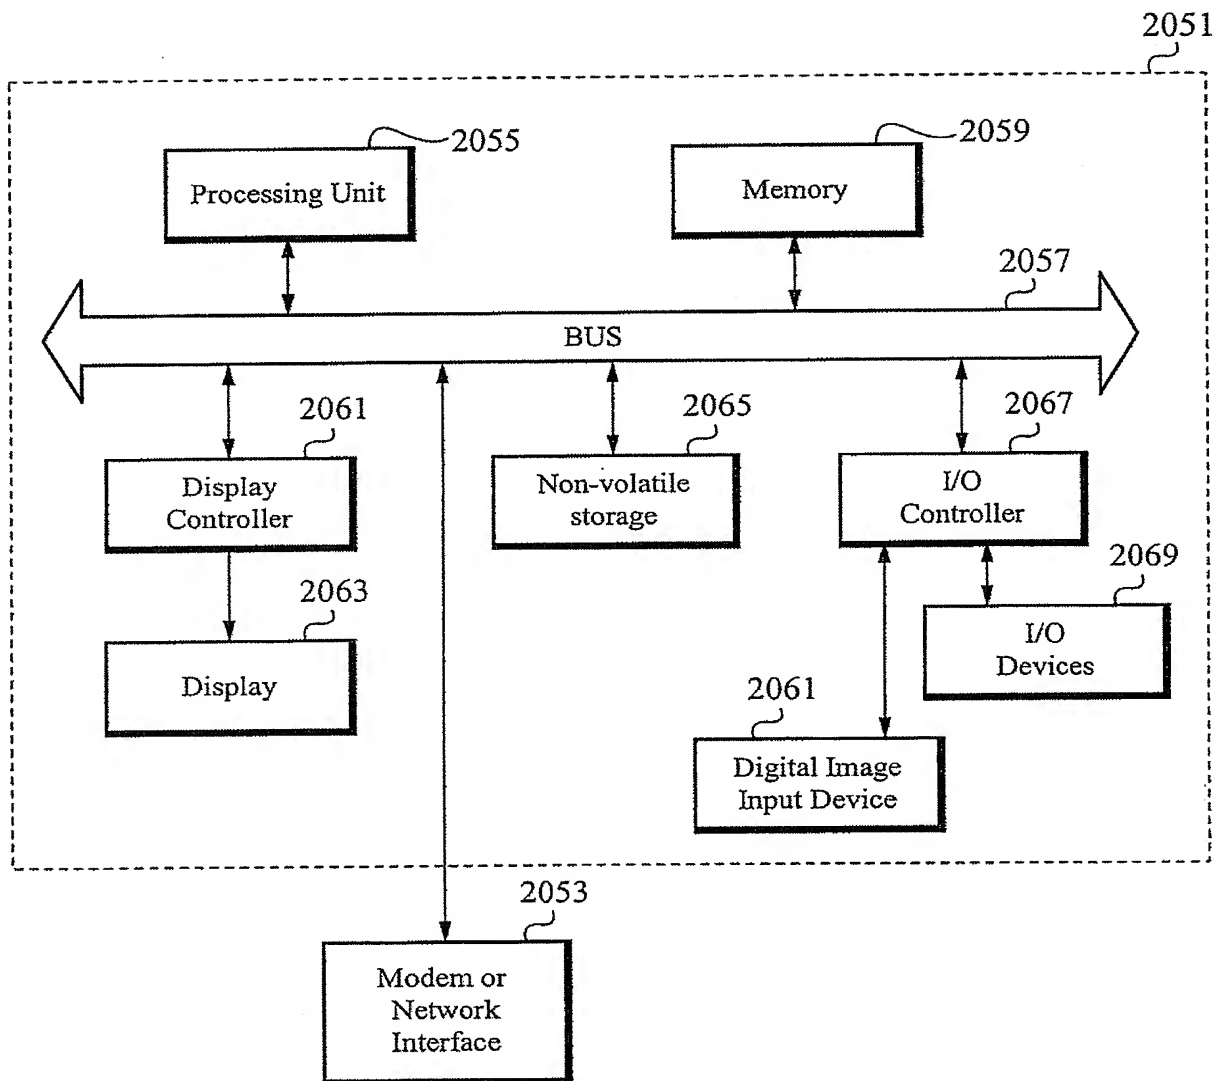 2051
2055
2059
Processing Unit
Memory
2057
BUS
2061
2065
2067
Display
Controller
Non-volatile
storage
I/O
Controller
2063
2069
Display
I/O
Devices
2061
Digital Image
Input Device
2053
Modem or
Network
Interface